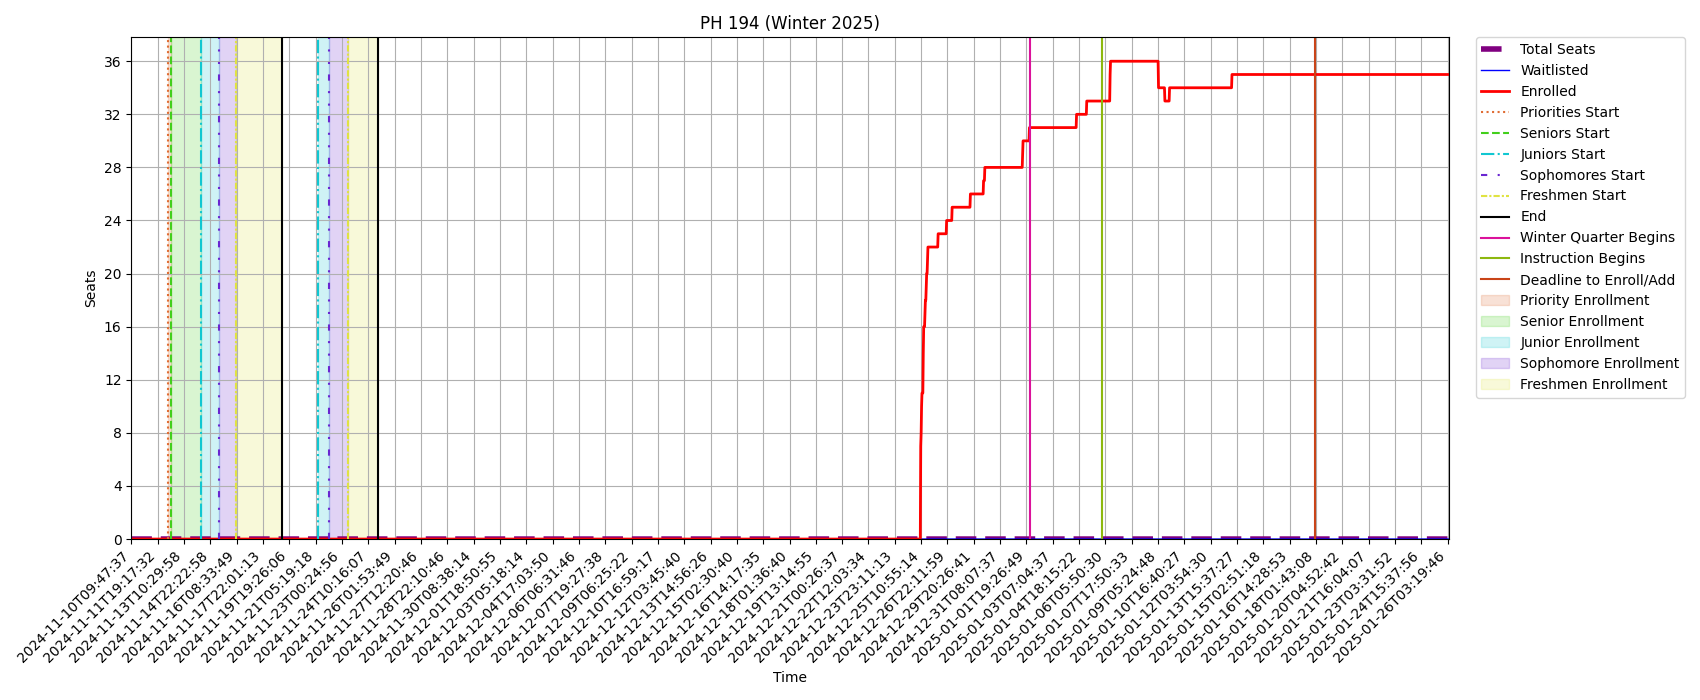 PH 194 (Winter 2025)
Seats
36
32
28
24
20
16
12
8
4
0
2024-11-10T09:47:37
2024-11-11T19:17:32
2024-11-13T10:29:58
2024-11-14T22:22:58
2024-11-16T08:33:49
2024-11-17T22:01:13
2024-11-19T19:26:06
2024-11-21T05:19:18
2024-11-23T00:24:56
2024-11-24T10:16:07
2024-11-26T01:53:49
2024-11-27T12:20:46
2024-11-28T22:10:46
2024-11-30T08:38:14
2024-12-01T18:50:55
2024-12-03T05:18:14
2024-12-04T17:03:50
2024-12-06T06:31:46
2024-12-07T19:27:38
2024-12-09T06:25:22
2024-12-10T16:59:17
2024-12-12T03:45:40
2024-12-13T14:56:26
2024-12-15T02:30:40
2024-12-16T14:17:35
2024-12-18T01:36:40
2024-12-19T13:14:55
2024-12-21T00:26:37
2024-12-22T12:03:34
2024-12-23T23:11:13
2024-12-25T10:55:14
2024-12-26T22:11:59
2024-12-29T20:26:41
2024-12-31T08:07:37
2025-01-01T19:26:49
2025-01-03T07:04:37
2025-01-04T18:15:22
2025-01-06T05:50:30
2025-01-07T17:50:33
2025-01-09T05:24:48
2025-01-10T16:40:27
2025-01-12T03:54:30
2025-01-13T15:37:27
2025-01-15T02:51:18
2025-01-16T14:28:53
2025-01-18T01:43:08
2025-01-20T04:52:42
2025-01-21T16:04:07
2025-01-23T03:31:52
2025-01-24T15:37:56
2025-01-26T03:19:46
Time
Total Seats
Waitlisted
Enrolled
Priorities Start
Seniors Start
Juniors Start
Sophomores Start
Freshmen Start
End
Winter Quarter Begins
Instruction Begins
Deadline to Enroll/Add
Priority Enrollment
Senior Enrollment
Junior Enrollment
Sophomore Enrollment
Freshmen Enrollment